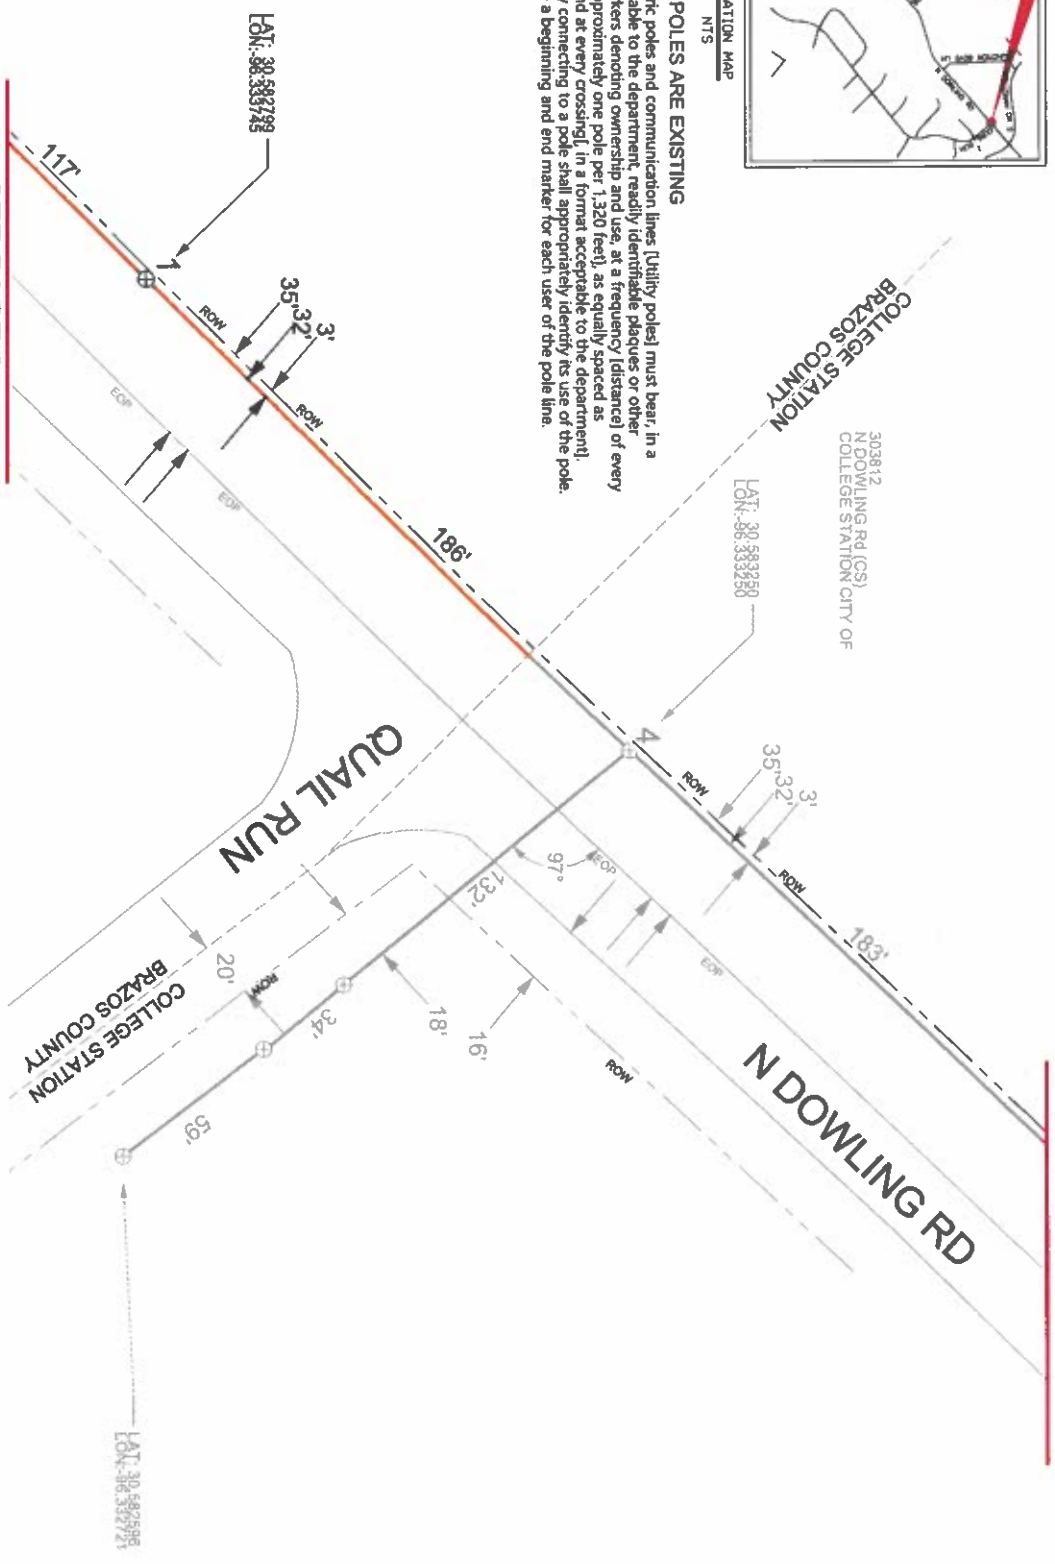 ATION MAP
NTS
POLES ARE EXISTING
ric poles and communication lines [Utility poles] must bear, in a
able to the department, readily identifiable plaques or other
kers denoting ownership and use, at a frequency [distance] of every
pproximately one pole per 1,320 feet], as equally spaced as
nd at every crossing[, in a format acceptable to the department].
y connecting to a pole shall appropriately identify its use of the pole.
a beginning and end marker for each user of the pole line.
COLLEGE STATION
BRAZOS COUNTY
303812
N DOWLING Rd (CS)
COLLEGE STATION CITY OF
LAT: 30.582799
LON:-96.333745
117'
1
ROW
35'
32'
3'
ROW
EOP
EOP
186'
LAT: 30.583250
LON:-96.333250
4
ROW
35'
32'
3'
ROW
183'
QUAIL RUN
97°
EOP
132'
EOP
N DOWLING RD
20'
ROW
34'
18'
16'
ROW
COLLEGE STATION
BRAZOS COUNTY
59'
LAT: 30.582596
LON:-96.332721